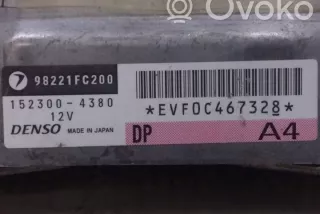 Ovoko
98221FC200
152300-4380
12V
DENSO MADE IN JAPAN
*EVF0C467328*
DP A4